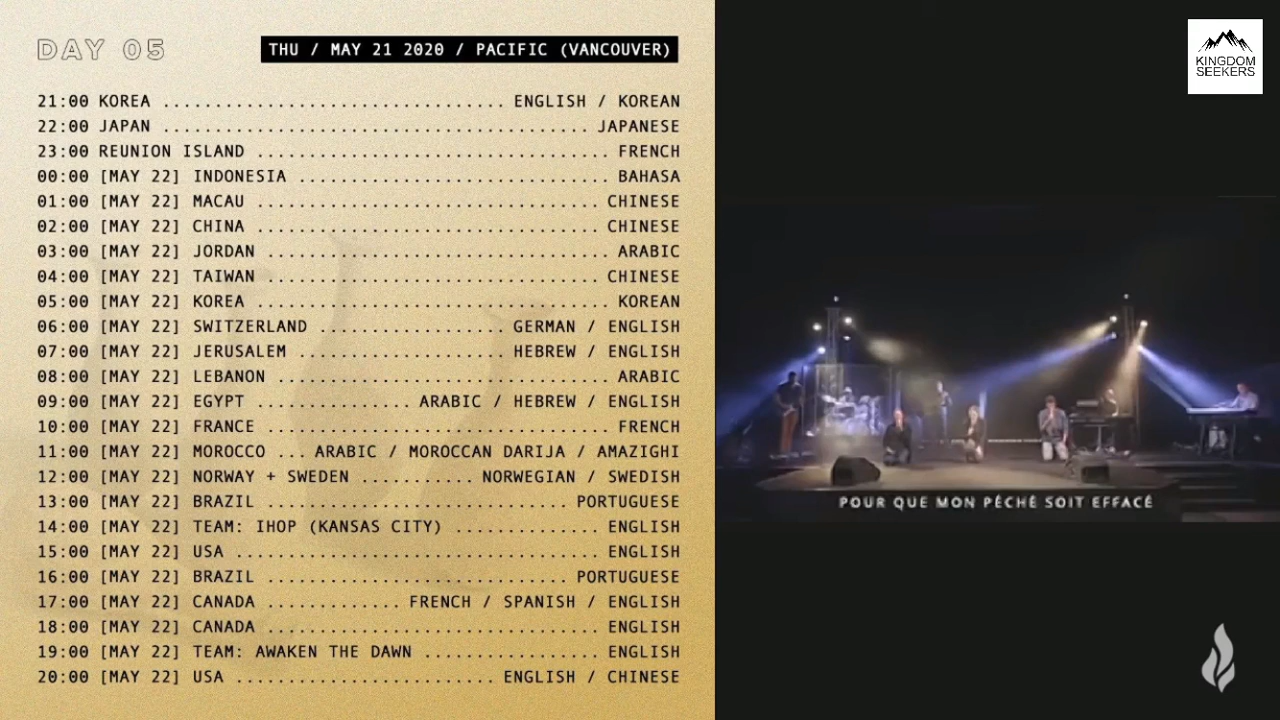 DAY 05
THU / MAY 21 2020 / PACIFIC (VANCOUVER)
21:00 KOREA ................................. ENGLISH / KOREAN
22:00 JAPAN ......................................... JAPANESE
23:00 REUNION ISLAND .................................. FRENCH
00:00 [MAY 22] INDONESIA .............................. BAHASA
01:00 [MAY 22] MACAU ................................. CHINESE
02:00 [MAY 22] CHINA ................................. CHINESE
03:00 [MAY 22] JORDAN ................................. ARABIC
04:00 [MAY 22] TAIWAN ................................ CHINESE
05:00 [MAY 22] KOREA .................................. KOREAN
06:00 [MAY 22] SWITZERLAND .................. GERMAN / ENGLISH
07:00 [MAY 22] JERUSALEM .................... HEBREW / ENGLISH
08:00 [MAY 22] LEBANON ................................ ARABIC
09:00 [MAY 22] EGYPT ............... ARABIC / HEBREW / ENGLISH
10:00 [MAY 22] FRANCE ................................. FRENCH
11:00 [MAY 22] MOROCCO ... ARABIC / MOROCCAN DARIJA / AMAZIGHI
12:00 [MAY 22] NORWAY + SWEDEN ........... NORWEGIAN / SWEDISH
13:00 [MAY 22] BRAZIL ............................. PORTUGUESE
14:00 [MAY 22] TEAM: IHOP (KANSAS CITY) .............. ENGLISH
15:00 [MAY 22] USA ................................... ENGLISH
16:00 [MAY 22] BRAZIL ............................. PORTUGUESE
17:00 [MAY 22] CANADA ............. FRENCH / SPANISH / ENGLISH
18:00 [MAY 22] CANADA ................................ ENGLISH
19:00 [MAY 22] TEAM: AWAKEN THE DAWN ................. ENGLISH
20:00 [MAY 22] USA ......................... ENGLISH / CHINESE
KINGDOM
SEEKERS
POUR QUE MON PÉCHÉ SOIT EFFACÉ